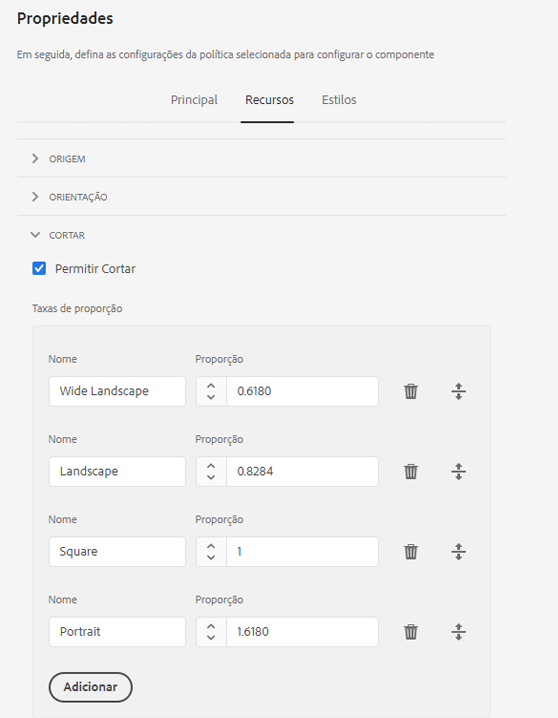 Propriedades
Em seguida, defina as configurações da política selecionada para configurar o componente
Principal Recursos Estilos
ORIGEM
ORIENTAÇÃO
CORTAR
Permitir Cortar
Taxas de proporção
Nome Proporção
Wide Landscape 0.6180
Nome Proporção
Landscape 0.8284
Nome Proporção
Square 1
Nome Proporção
Portrait 1.6180
Adicionar